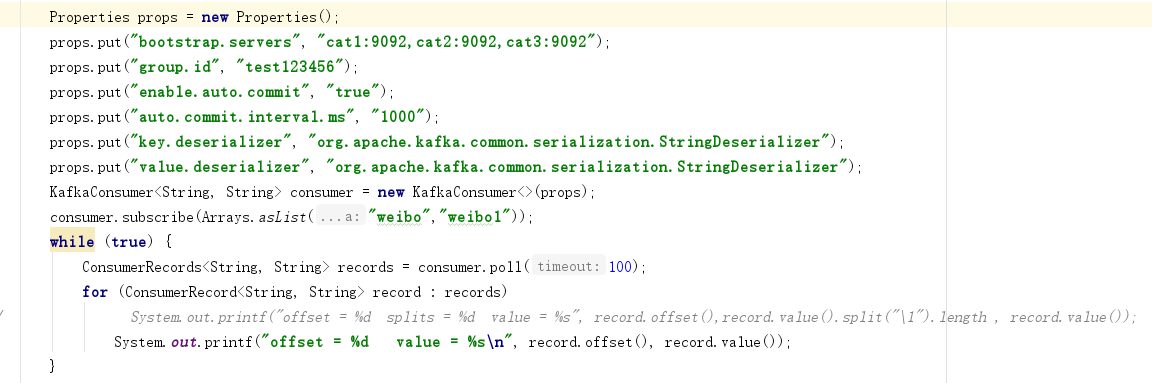 Properties props = new Properties();
props.put("bootstrap.servers", "cat1:9092,cat2:9092,cat3:9092");
props.put("group.id", "test123456");
props.put("enable.auto.commit", "true");
props.put("auto.commit.interval.ms", "1000");
props.put("key.deserializer", "org.apache.kafka.common.serialization.StringDeserializer");
props.put("value.deserializer", "org.apache.kafka.common.serialization.StringDeserializer");
KafkaConsumer<String, String> consumer = new KafkaConsumer<>(props);
consumer.subscribe(Arrays.asList(...a: "weibo","weibo1"));
while (true) {
ConsumerRecords<String, String> records = consumer.poll(timeout: 100);
for (ConsumerRecord<String, String> record : records)
/ System.out.printf("offset = %d splits = %d value = %s", record.offset(),record.value().split("\1").length , record.value());
System.out.printf("offset = %d value = %s\n", record.offset(), record.value());
}